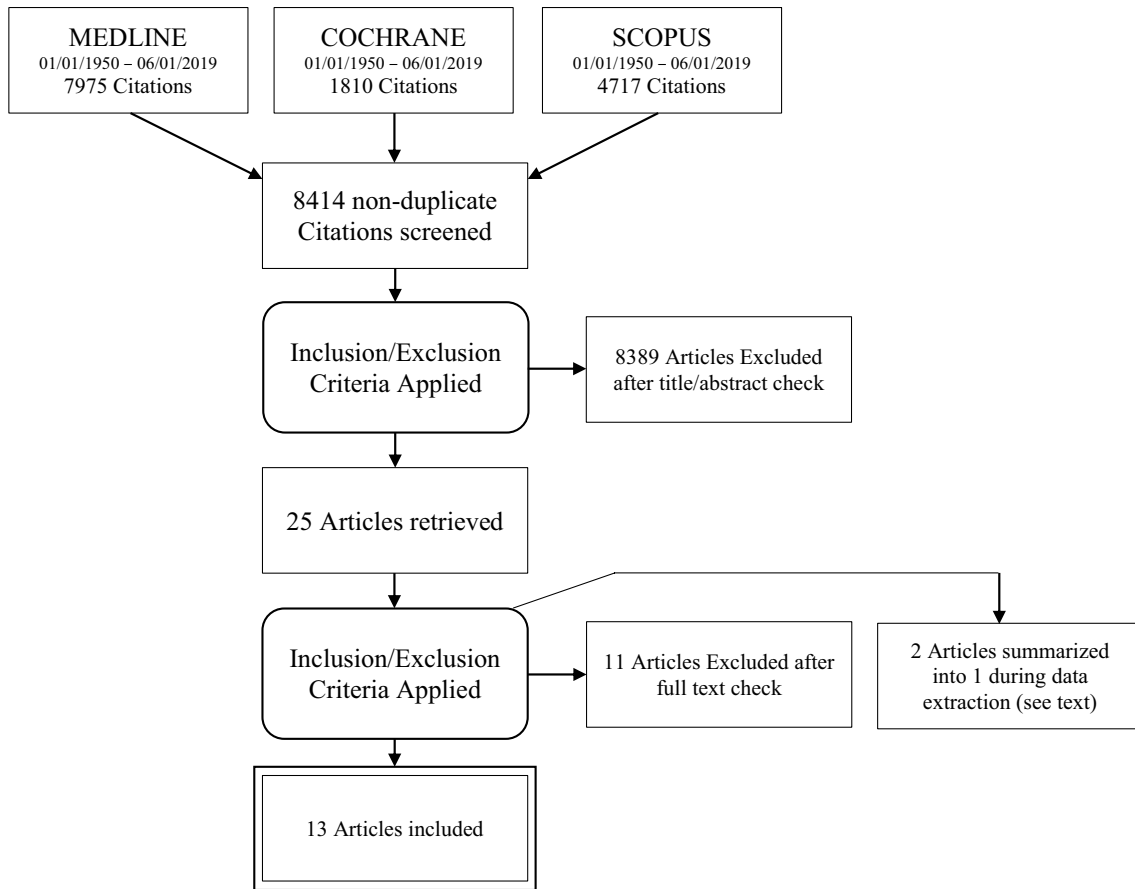 MEDLINE
01/01/1950 – 06/01/2019
7975 Citations
COCHRANE
01/01/1950 – 06/01/2019
1810 Citations
SCOPUS
01/01/1950 – 06/01/2019
4717 Citations
8414 non-duplicate
Citations screened
Inclusion/Exclusion
Criteria Applied
8389 Articles Excluded
after title/abstract check
25 Articles retrieved
Inclusion/Exclusion
Criteria Applied
11 Articles Excluded after
full text check
2 Articles summarized
into 1 during data
extraction (see text)
13 Articles included